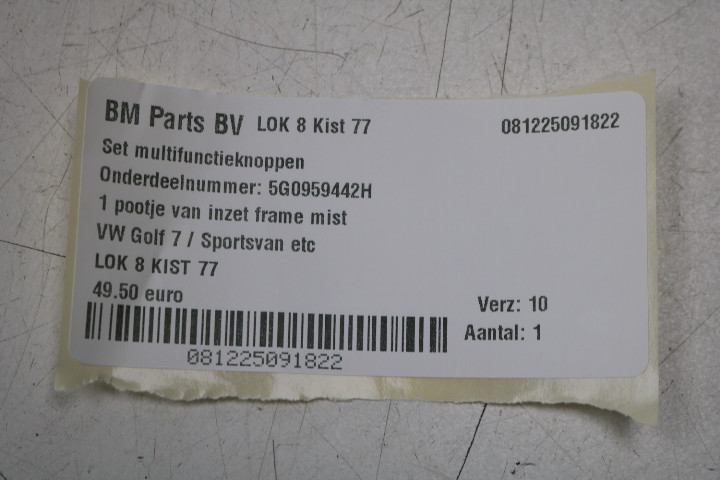 BM Parts BV LOK 8 Kist 77 081225091822
Set multifunctieknoppen
Onderdeelnummer: 5G0959442H
1 pootje van inzet frame mist
VW Golf 7 / Sportsvan etc
LOK 8 KIST 77
49.50 euro
Verz: 10
Aantal: 1
081225091822